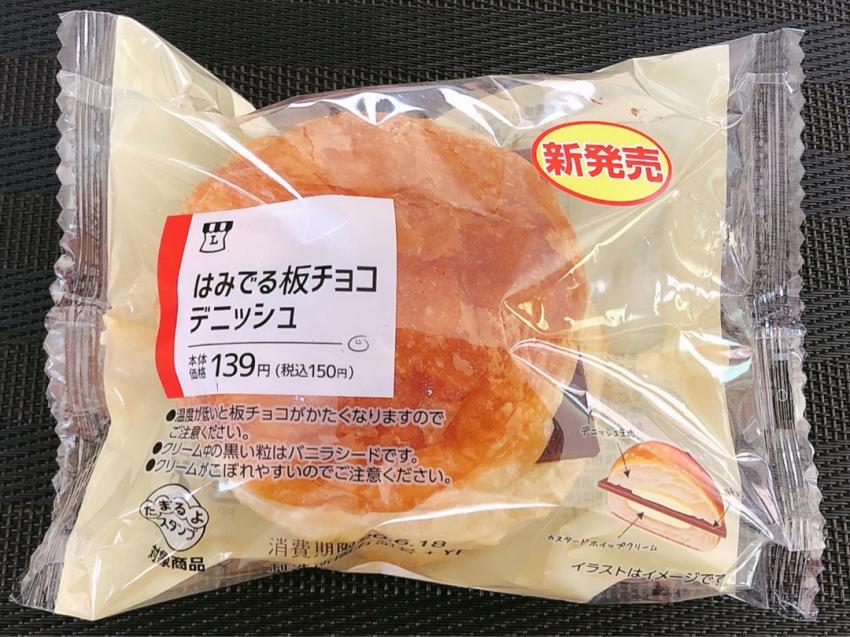 新発売
L
はみでる板チョコ
デニッシュ
本体価格 139円(税込150円)
●温度が低いと板チョコがかたくなりますので
ご注意ください。
●クリーム中の黒い粒はバニラシードです。
●クリームがこぼれやすいのでご注意ください。
デニッシュ生地
カスタードホイップクリーム
イラストはイメージです
まるよ
スタンプ
対象商品
消費期限
6.18